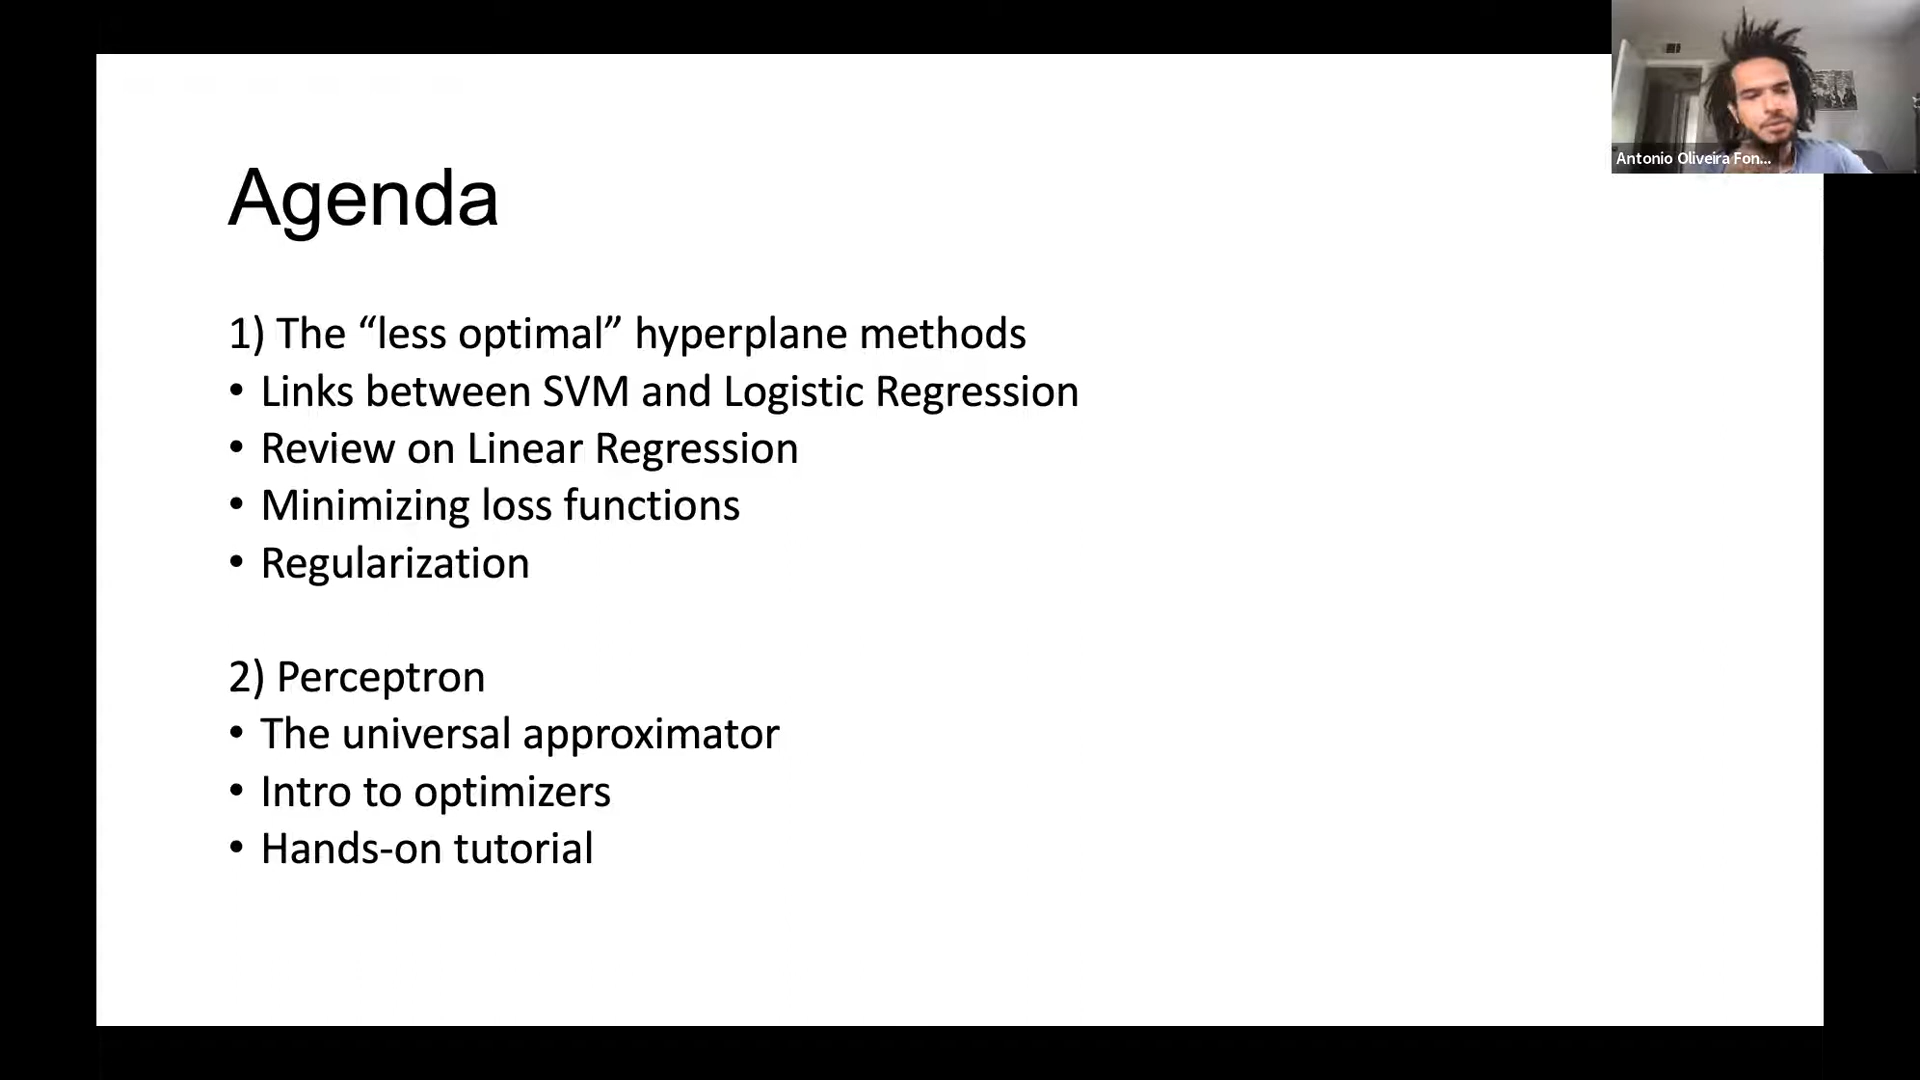 Antonio Oliveira Fon...
Agenda
1) The “less optimal” hyperplane methods
• Links between SVM and Logistic Regression
• Review on Linear Regression
• Minimizing loss functions
• Regularization
2) Perceptron
• The universal approximator
• Intro to optimizers
• Hands-on tutorial